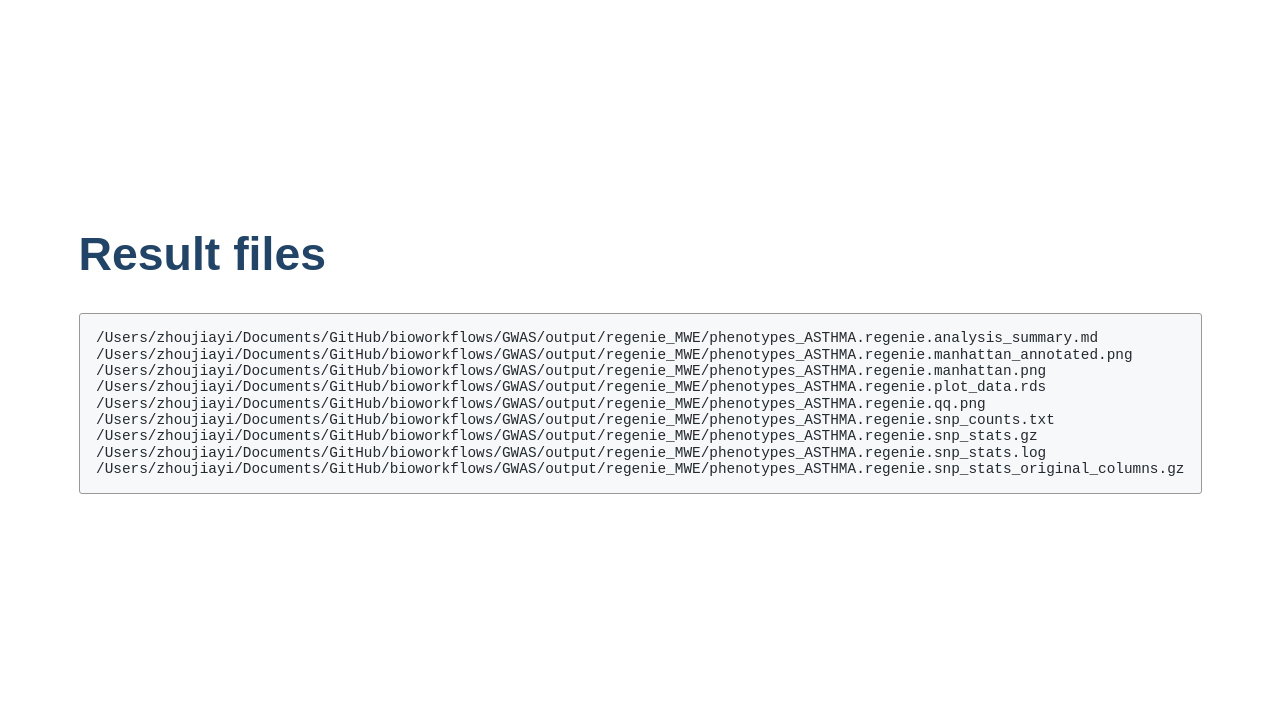 Result files
/Users/zhoujiayi/Documents/GitHub/bioworkflows/GWAS/output/regenie_MWE/phenotypes_ASTHMA.regenie.analysis_summary.md
/Users/zhoujiayi/Documents/GitHub/bioworkflows/GWAS/output/regenie_MWE/phenotypes_ASTHMA.regenie.manhattan_annotated.png
/Users/zhoujiayi/Documents/GitHub/bioworkflows/GWAS/output/regenie_MWE/phenotypes_ASTHMA.regenie.manhattan.png
/Users/zhoujiayi/Documents/GitHub/bioworkflows/GWAS/output/regenie_MWE/phenotypes_ASTHMA.regenie.plot_data.rds
/Users/zhoujiayi/Documents/GitHub/bioworkflows/GWAS/output/regenie_MWE/phenotypes_ASTHMA.regenie.qq.png
/Users/zhoujiayi/Documents/GitHub/bioworkflows/GWAS/output/regenie_MWE/phenotypes_ASTHMA.regenie.snp_counts.txt
/Users/zhoujiayi/Documents/GitHub/bioworkflows/GWAS/output/regenie_MWE/phenotypes_ASTHMA.regenie.snp_stats.gz
/Users/zhoujiayi/Documents/GitHub/bioworkflows/GWAS/output/regenie_MWE/phenotypes_ASTHMA.regenie.snp_stats.log
/Users/zhoujiayi/Documents/GitHub/bioworkflows/GWAS/output/regenie_MWE/phenotypes_ASTHMA.regenie.snp_stats_original_columns.gz